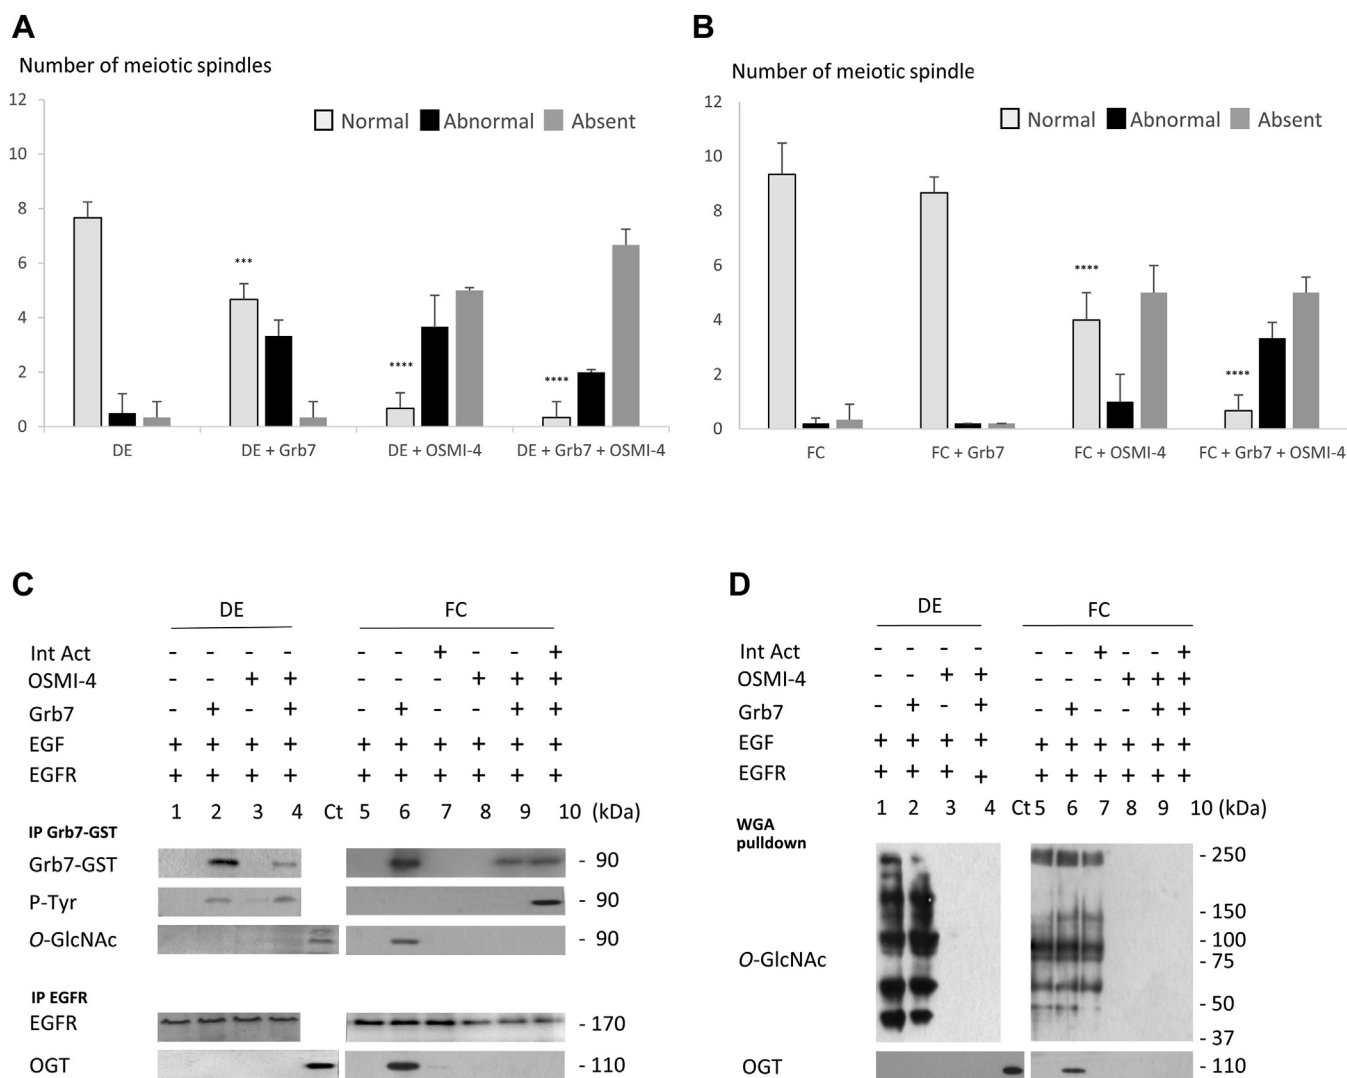 A
Number of meiotic spindles
12
10
8
6
4
2
0
Normal Abnormal Absent
***
****
****
DE
DE + Grb7
DE + OSMI-4
DE + Grb7 + OSMI-4
B
Number of meiotic spindle
12
10
8
6
4
2
0
Normal Abnormal Absent
****
****
FC
FC + Grb7
FC + OSMI-4
FC + Grb7 + OSMI-4
C
DE FC
Int Act - - - - - - + - - +
OSMI-4 - - + + - - - + + +
Grb7 - + - + - + - - + +
EGF + + + + + + + + + +
EGFR + + + + + + + + + +
1 2 3 4 Ct 5 6 7 8 9 10 (kDa)
IP Grb7-GST
Grb7-GST - 90
P-Tyr - 90
O-GlcNAc - 90
IP EGFR
EGFR - 170
OGT - 110
D
DE FC
Int Act - - - - - - + - - +
OSMI-4 - - + + - - - + + +
Grb7 - + - + - + - - + +
EGF + + + + + + + + + +
EGFR + + + + + + + + + +
1 2 3 4 Ct 5 6 7 8 9 10 (kDa)
WGA
pulldown
- 250
- 150
- 100
- 75
O-GlcNAc
- 50
- 37
OGT - 110